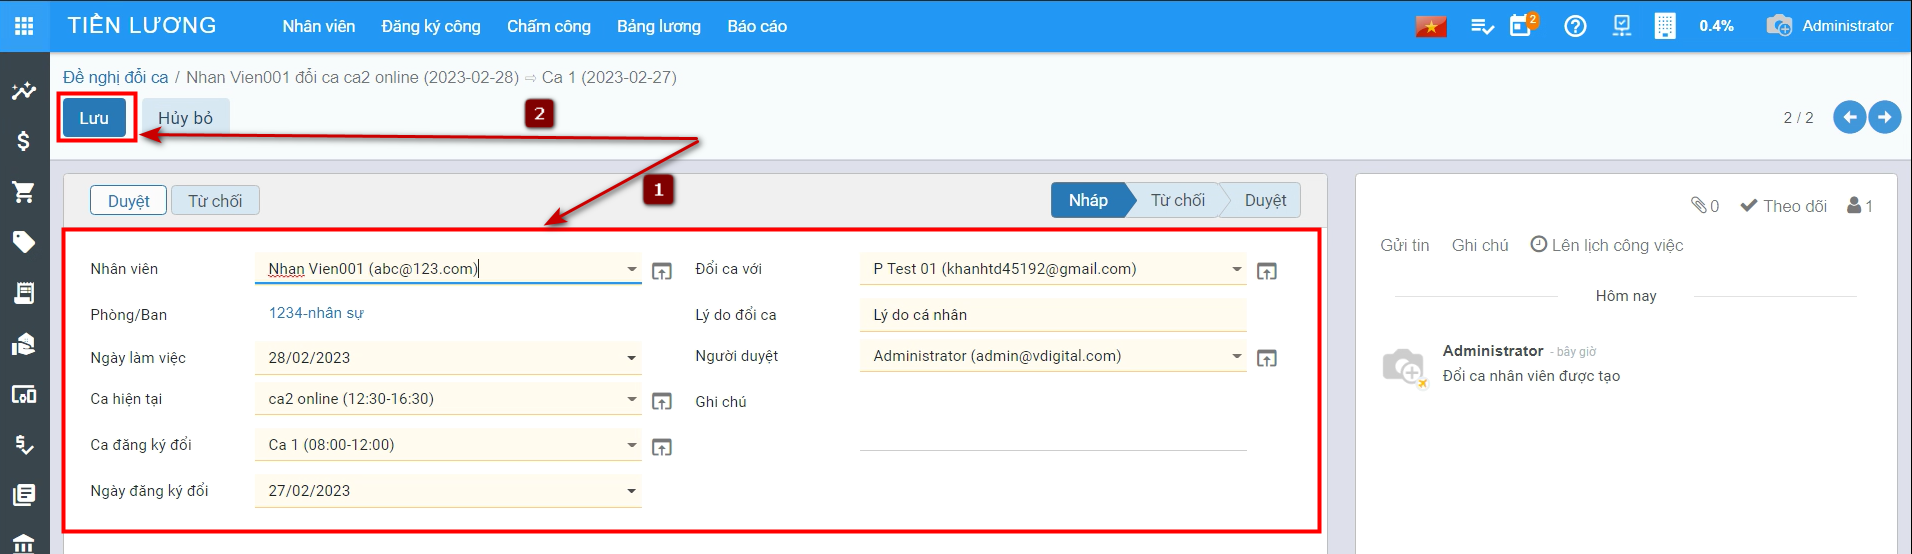 TIỀN LƯƠNG Nhân viên Đăng ký công Chấm công Bảng lương Báo cáo 2 0.4% Administrator
Đề nghị đổi ca / Nhan Vien001 đổi ca ca2 online (2023-02-28) ⇨ Ca 1 (2023-02-27)
Lưu Hủy bỏ 2 2 / 2
1
Duyệt Từ chối Nháp Từ chối Duyệt
Nhân viên Nhan Vien001 (abc@123.com)
Phòng/Ban 1234-nhân sự
Ngày làm việc 28/02/2023
Ca hiện tại ca2 online (12:30-16:30)
Ca đăng ký đổi Ca 1 (08:00-12:00)
Ngày đăng ký đổi 27/02/2023
Đổi ca với P Test 01 (khanhtd45192@gmail.com)
Lý do đổi ca Lý do cá nhân
Người duyệt Administrator (admin@vdigital.com)
Ghi chú
0 Theo dõi 1
Gửi tin Ghi chú Lên lịch công việc
Hôm nay
Administrator - bây giờ
Đổi ca nhân viên được tạo